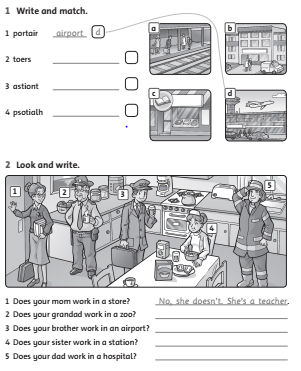 1 Write and match.
1 portair airport d
2 toers
3 astiont
4 psotialh
a
b
c
d
2 Look and write.
1
2
3
4
5
1 Does your mom work in a store? No, she doesn't. She's a teacher.
2 Does your grandad work in a zoo?
3 Does your brother work in an airport?
4 Does your sister work in a station?
5 Does your dad work in a hospital?